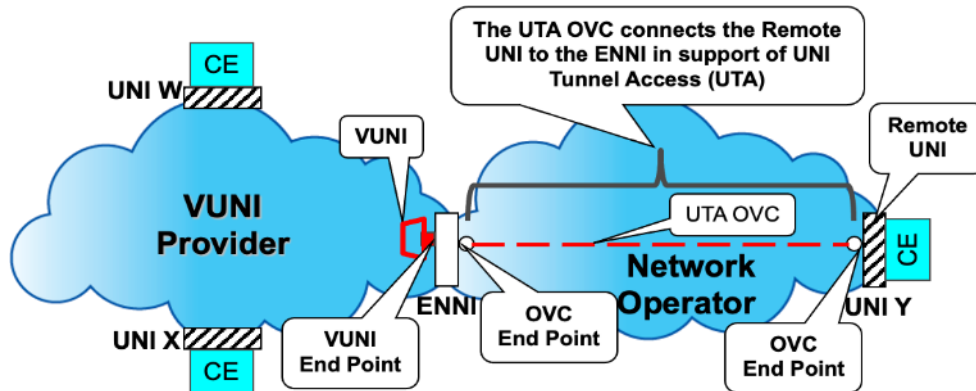 The UTA OVC connects the Remote
UNI to the ENNI in support of UNI
Tunnel Access (UTA)
CE
UNI W
VUNI
Remote
UNI
VUNI
Provider
UTA OVC
CE
Network
Operator
ENNI
UNI Y
UNI X
CE
VUNI
End Point
OVC
End Point
OVC
End Point